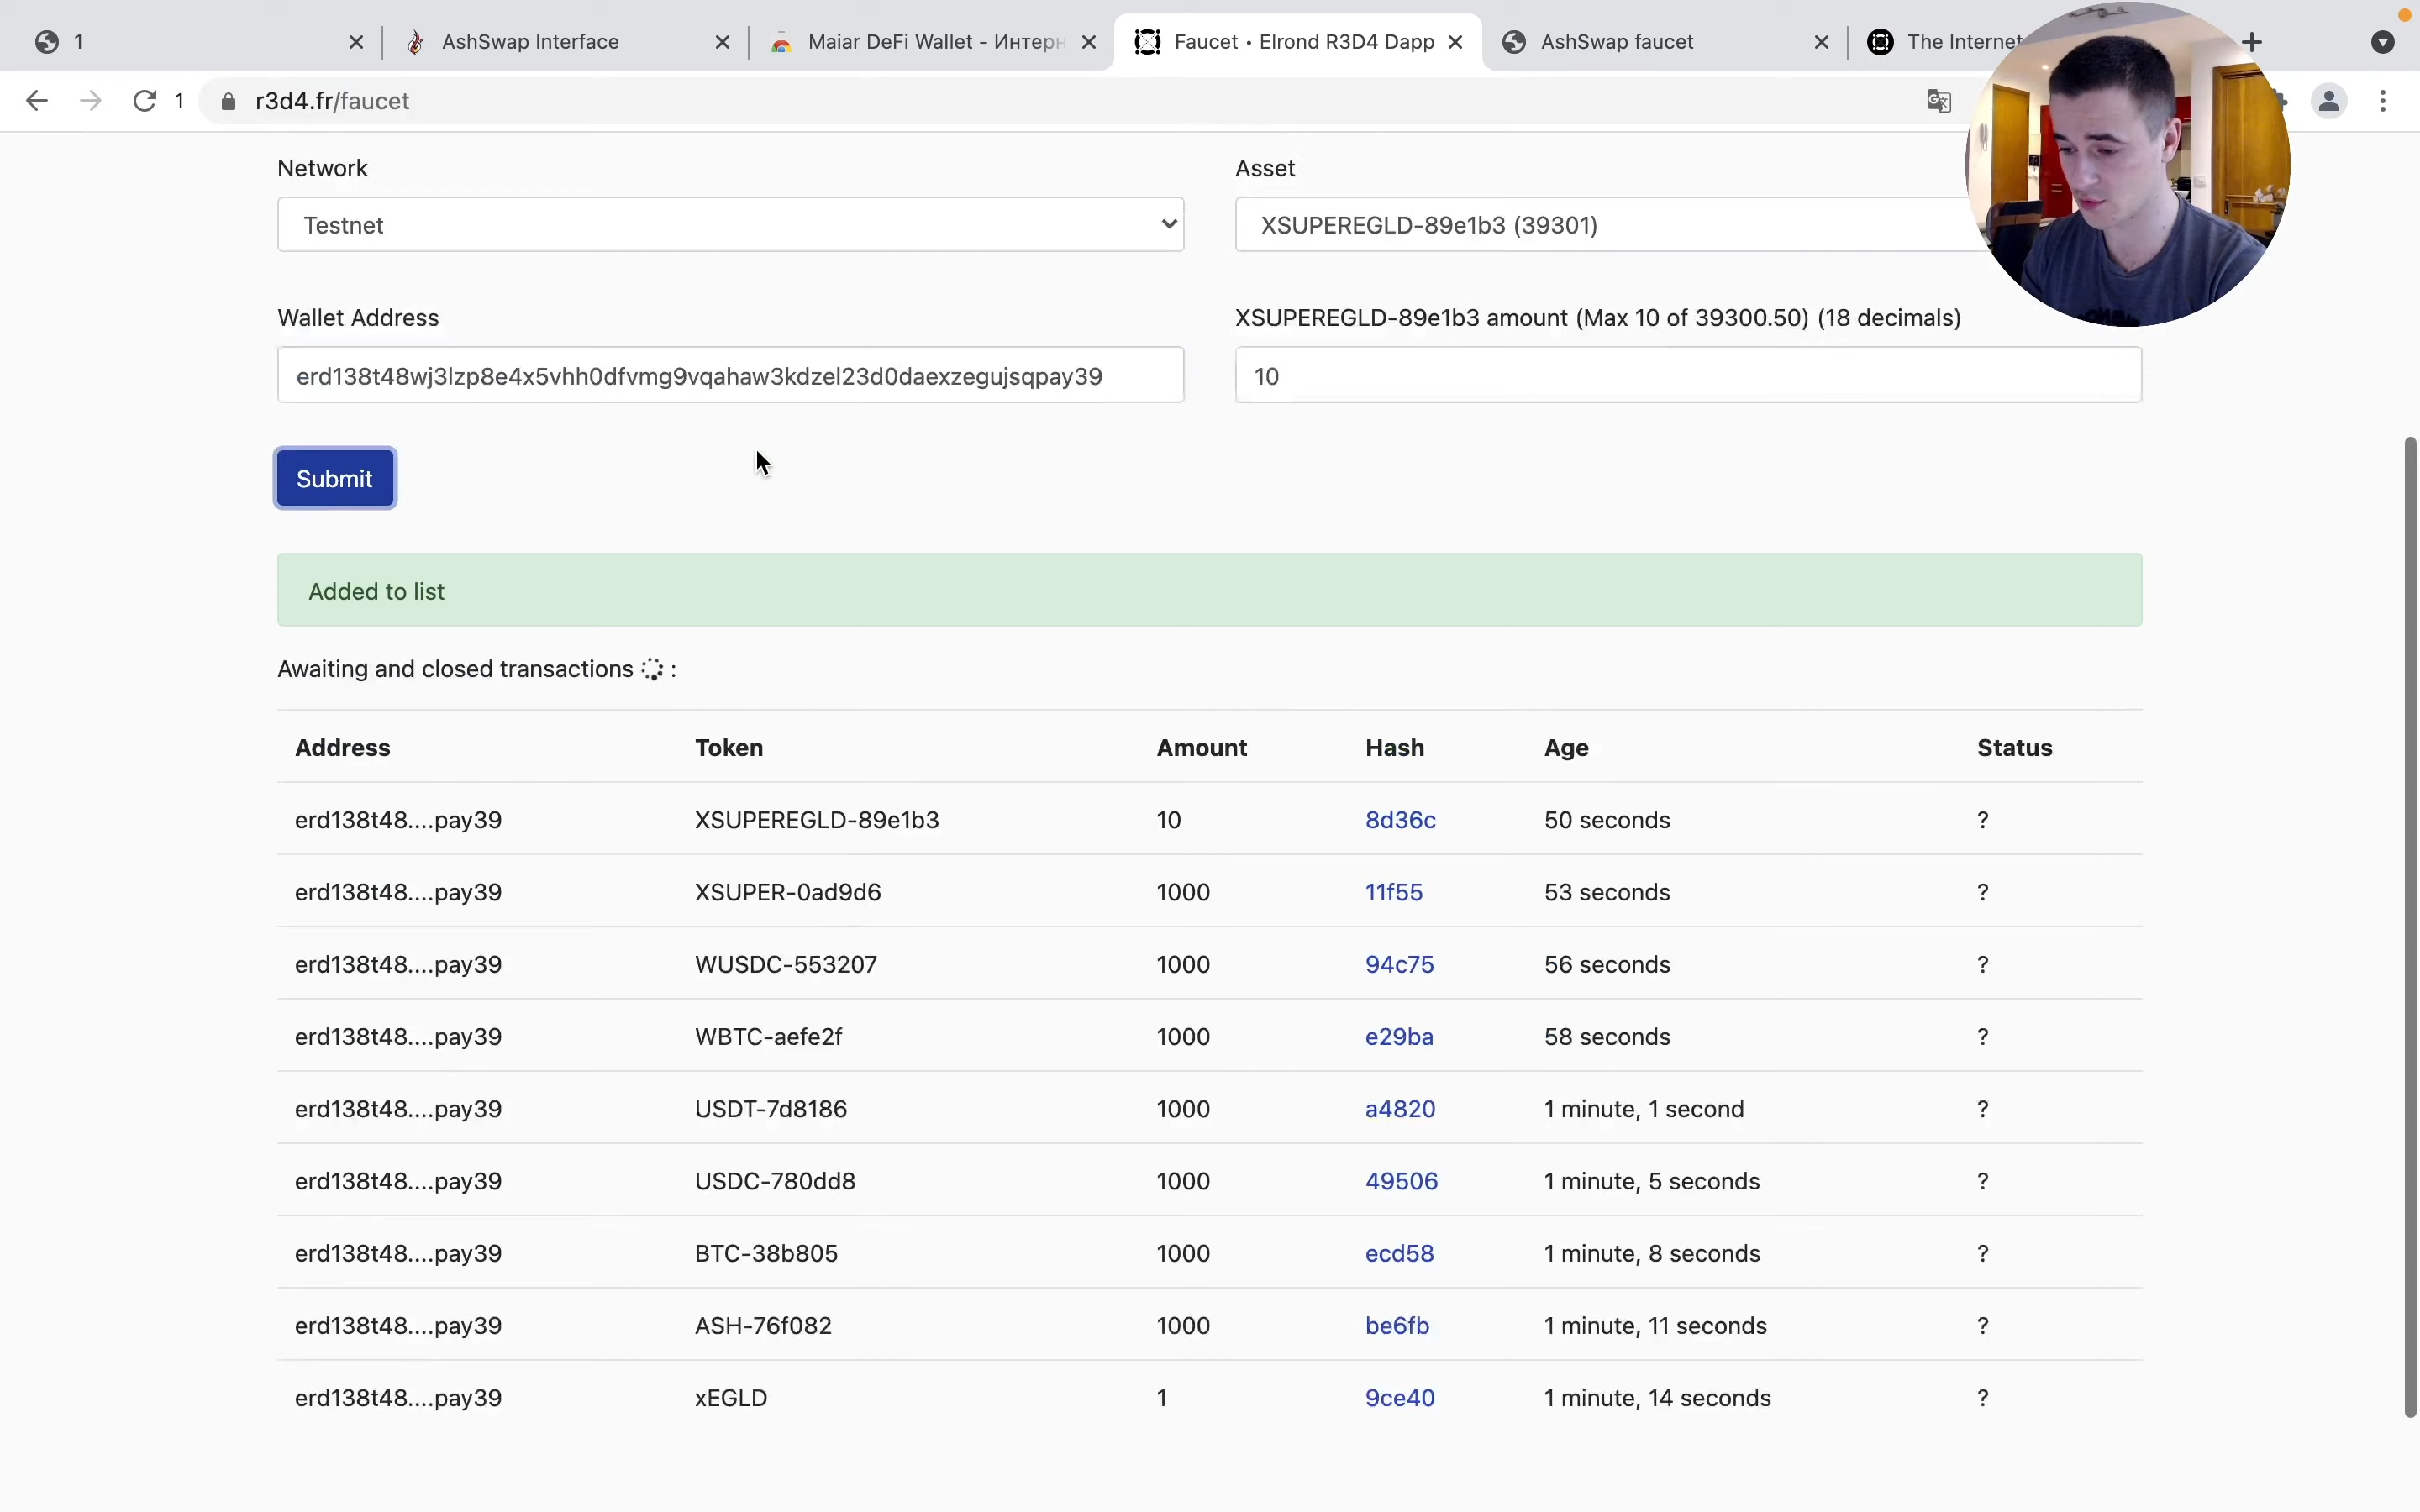 1
AshSwap Interface
Maiar DeFi Wallet - Интерн
Faucet • Elrond R3D4 Dapp
AshSwap faucet
The Internet
1
r3d4.fr/faucet
Network
Asset
Testnet
XSUPEREGLD-89e1b3 (39301)
Wallet Address
XSUPEREGLD-89e1b3 amount (Max 10 of 39300.50) (18 decimals)
erd138t48wj3lzp8e4x5vhh0dfvmg9vqahaw3kdzel23d0daexzegujsqpay39
10
Submit
Added to list
Awaiting and closed transactions :
Address Token Amount Hash Age Status
erd138t48....pay39 XSUPEREGLD-89e1b3 10 8d36c 50 seconds ?
erd138t48....pay39 XSUPER-0ad9d6 1000 11f55 53 seconds ?
erd138t48....pay39 WUSDC-553207 1000 94c75 56 seconds ?
erd138t48....pay39 WBTC-aefe2f 1000 e29ba 58 seconds ?
erd138t48....pay39 USDT-7d8186 1000 a4820 1 minute, 1 second ?
erd138t48....pay39 USDC-780dd8 1000 49506 1 minute, 5 seconds ?
erd138t48....pay39 BTC-38b805 1000 ecd58 1 minute, 8 seconds ?
erd138t48....pay39 ASH-76f082 1000 be6fb 1 minute, 11 seconds ?
erd138t48....pay39 xEGLD 1 9ce40 1 minute, 14 seconds ?